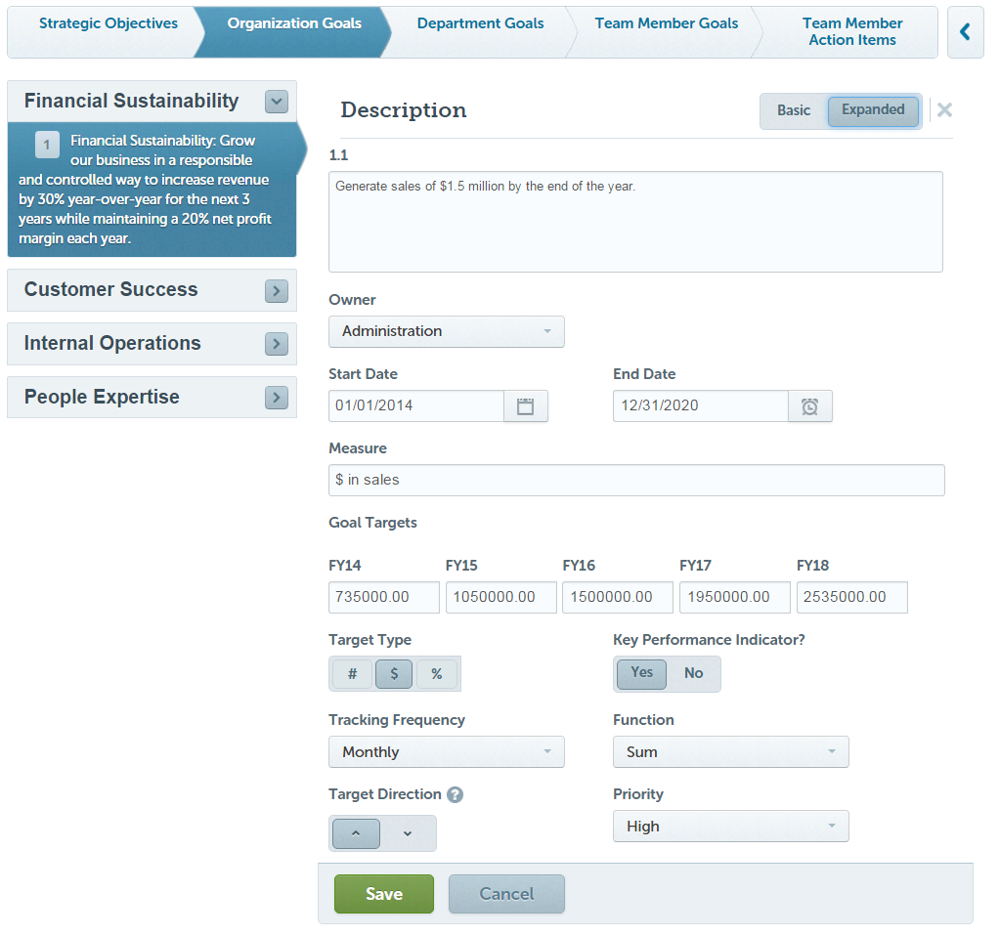 Strategic Objectives
Organization Goals
Department Goals
Team Member Goals
Team Member
Action Items
Financial Sustainability
1
Financial Sustainability: Grow
our business in a responsible
and controlled way to increase revenue
by 30% year-over-year for the next 3
years while maintaining a 20% net profit
margin each year.
Customer Success
Internal Operations
People Expertise
Description
Basic
Expanded
1.1
Generate sales of $1.5 million by the end of the year.
Owner
Administration
Start Date
End Date
01/01/2014
12/31/2020
Measure
$ in sales
Goal Targets
FY14
FY15
FY16
FY17
FY18
735000.00
1050000.00
1500000.00
1950000.00
2535000.00
Target Type
Key Performance Indicator?
# $ %
Yes No
Tracking Frequency
Function
Monthly
Sum
Target Direction ?
Priority
High
Save
Cancel